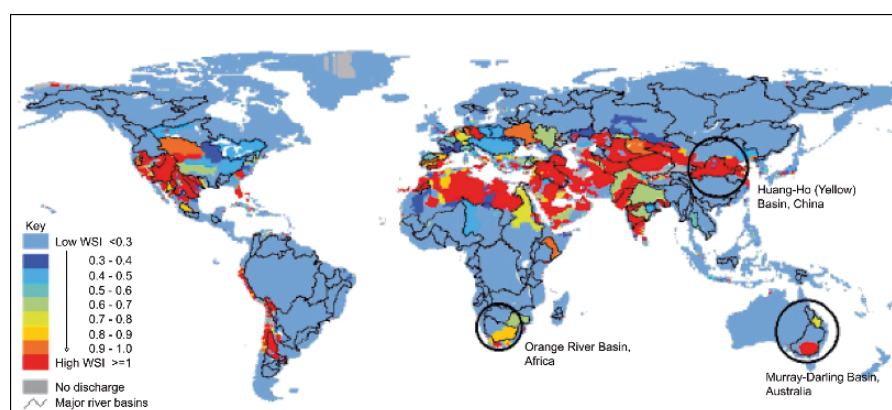 Huang-Ho (Yellow)
Basin, China
Key
Low WSI <0.3
0.3 - 0.4
0.4 - 0.5
0.5 - 0.6
0.6 - 0.7
0.7 - 0.8
0.8 - 0.9
0.9 - 1.0
High WSI >=1
No discharge
Major river basins
Orange River Basin,
Africa
Murray-Darling Basin,
Australia